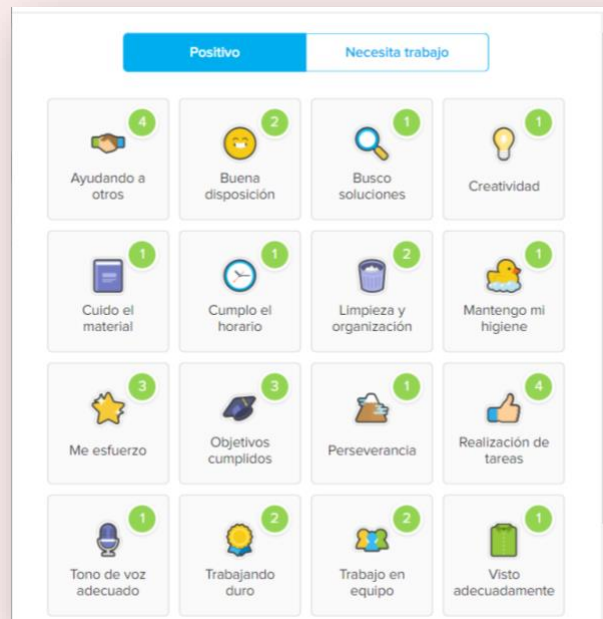 Positivo
Necesita trabajo
4
2
1
1
Ayudando a
otros
Buena
disposición
Busco
soluciones
Creatividad
1
1
2
1
Cuido el
material
Cumplo el
horario
Limpieza y
organización
Mantengo mi
higiene
3
3
1
4
Me esfuerzo
Objetivos
cumplidos
Perseverancia
Realización de
tareas
1
2
2
1
Tono de voz
adecuado
Trabajando
duro
Trabajo en
equipo
Visto
adecuadamente